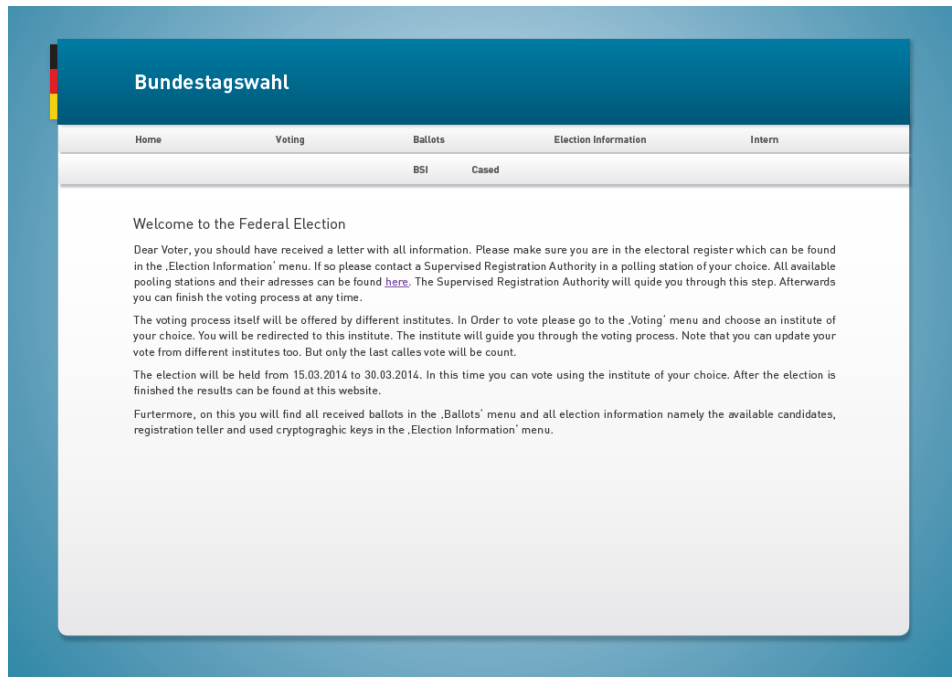 Bundestagswahl
Home Voting Ballots Election Information Intern
BSI Cased
Welcome to the Federal Election
Dear Voter, you should have received a letter with all information. Please make sure you are in the electoral register which can be found
in the ‚Election Information' menu. If so please contact a Supervised Registration Authority in a polling station of your choice. All available
pooling stations and their adresses can be found here. The Supervised Registration Authority will quide you through this step. Afterwards
you can finish the voting process at any time.
The voting process itself will be offered by different institutes. In Order to vote please go to the ‚Voting' menu and choose an institute of
your choice. You will be redirected to this institute. The institute will guide you through the voting process. Note that you can update your
vote from different institutes too. But only the last calles vote will be count.
The election will be held from 15.03.2014 to 30.03.2014. In this time you can vote using the institute of your choice. After the election is
finished the results can be found at this website.
Furtermore, on this you will find all received ballots in the ‚Ballots' menu and all election information namely the available candidates,
registration teller and used cryptograghic keys in the ‚Election Information' menu.